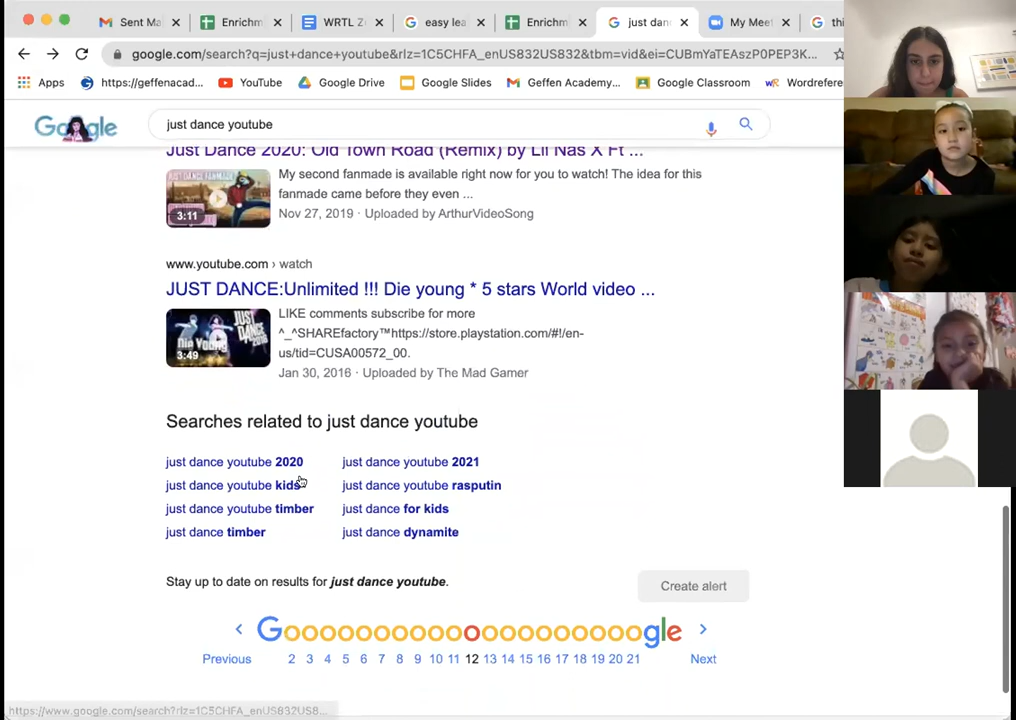 Sent Ma
Enrichm
WRTL Z
easy lea
Enrichm
just danc
My Meet
thi
google.com/search?q=just+dance+youtube&rlz=1C5CHFA_enUS832US832&tbm=vid&ei=CUBmYaTEAszP0PEP3K...
Apps
https://geffenacad...
YouTube
Google Drive
Google Slides
Geffen Academy...
Google Classroom
Wordrefere
Google
just dance youtube
Just Dance 2020: Old Town Road (Remix) by Lil Nas X Ft ...
My second fanmade is available right now for you to watch! The idea for this
fanmade came before they even ...
3:11
Nov 27, 2019 · Uploaded by ArthurVideoSong
www.youtube.com › watch
JUST DANCE:Unlimited !!! Die young * 5 stars World video ...
LIKE comments subscribe for more
^_^SHAREfactory™https://store.playstation.com/#!/en-
us/tid=CUSA00572_00.
JUST DANCE 2016
Die Young
3:49
Jan 30, 2016 · Uploaded by The Mad Gamer
Searches related to just dance youtube
just dance youtube 2020
just dance youtube 2021
just dance youtube kids
just dance youtube rasputin
just dance youtube timber
just dance for kids
just dance timber
just dance dynamite
Stay up to date on results for just dance youtube.
Create alert
Goooooooooooooooooooogle
Previous 2 3 4 5 6 7 8 9 10 11 12 13 14 15 16 17 18 19 20 21 Next
https://www.google.com/search?rlz=1C5CHFA_enUS832US8...